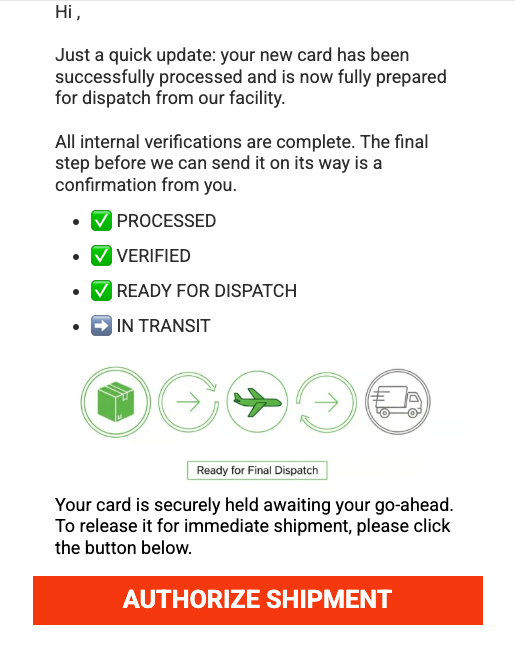 Hi ,
Just a quick update: your new card has been
successfully processed and is now fully prepared
for dispatch from our facility.
All internal verifications are complete. The final
step before we can send it on its way is a
confirmation from you.
• ✅ PROCESSED
• ✅ VERIFIED
• ✅ READY FOR DISPATCH
• ➡️ IN TRANSIT
Ready for Final Dispatch
Your card is securely held awaiting your go-ahead.
To release it for immediate shipment, please click
the button below.
AUTHORIZE SHIPMENT